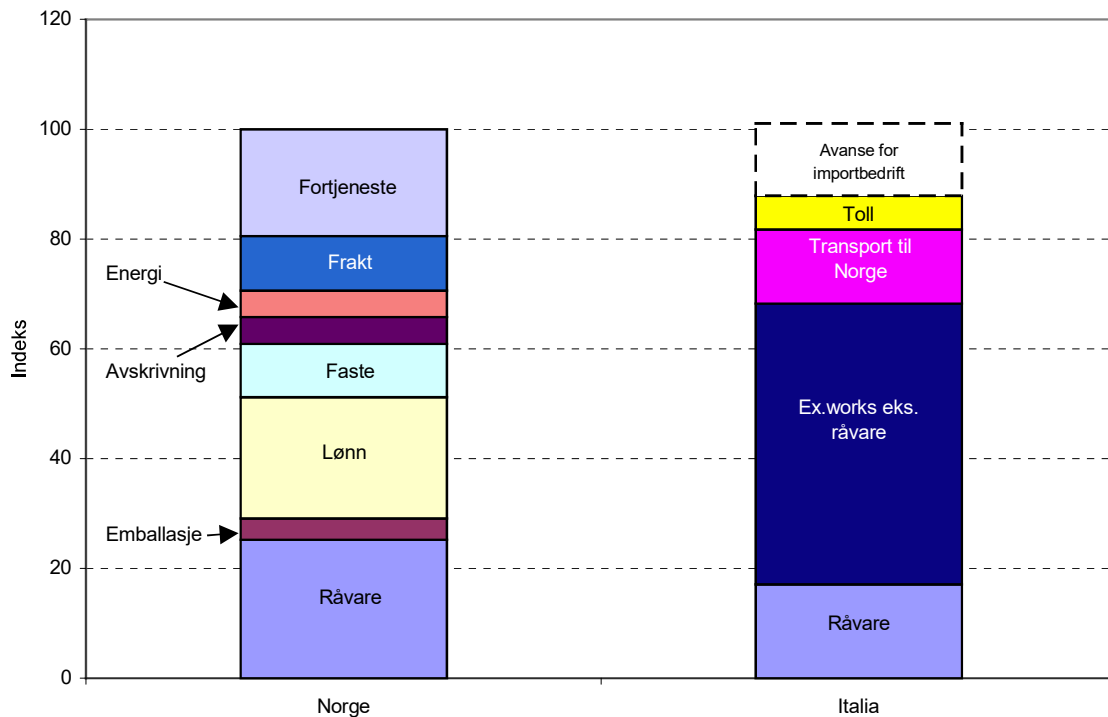 120
100
80
60
40
20
0
Indeks
Energi
Avskrivning
Emballasje
Fortjeneste
Frakt
Faste
Lønn
Råvare
Avanse for
importbedrift
Toll
Transport til
Norge
Ex.works eks.
råvare
Råvare
Norge
Italia